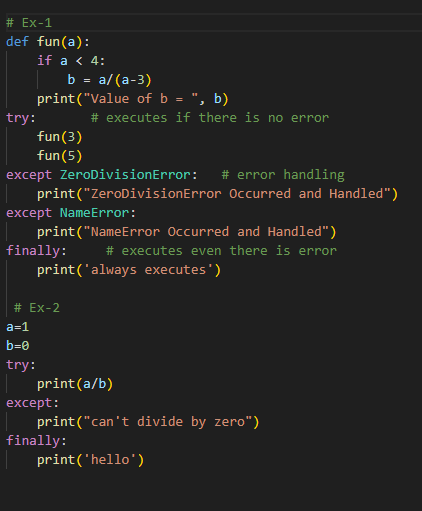 # Ex-1
def fun(a):
    if a < 4:
        b = a/(a-3)
    print("Value of b = ", b)
try:       # executes if there is no error
    fun(3)
    fun(5)
except ZeroDivisionError:   # error handling
    print("ZeroDivisionError Occurred and Handled")
except NameError:
    print("NameError Occurred and Handled")
finally:     # executes even there is error
    print('always executes')

 # Ex-2
a=1
b=0
try:
    print(a/b)
except:
    print("can't divide by zero")
finally:
    print('hello')